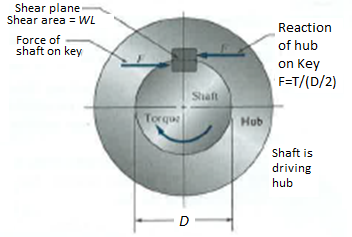 Shear plane
Shear area = WL
Force of
shaft on key
F
F
Reaction
of hub
on Key
F=T/(D/2)
Shaft
Torque
Hub
Shaft is
driving
hub
D